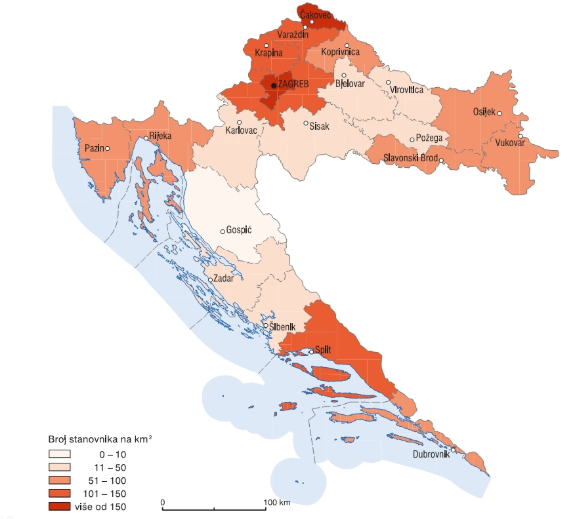 Čakovec
Varaždin
Krapina
Koprivnica
ZAGREB
Bjelovar
Virovitica
Osijek
Karlovac
Sisak
Rijeka
Pazin
Požega
Vukovar
Slavonski Brod
Gospić
Zadar
Šibenik
Split
Dubrovnik
Broj stanovnika na km²
0 – 10
11 – 50
51 – 100
101 – 150
više od 150
0 100 km